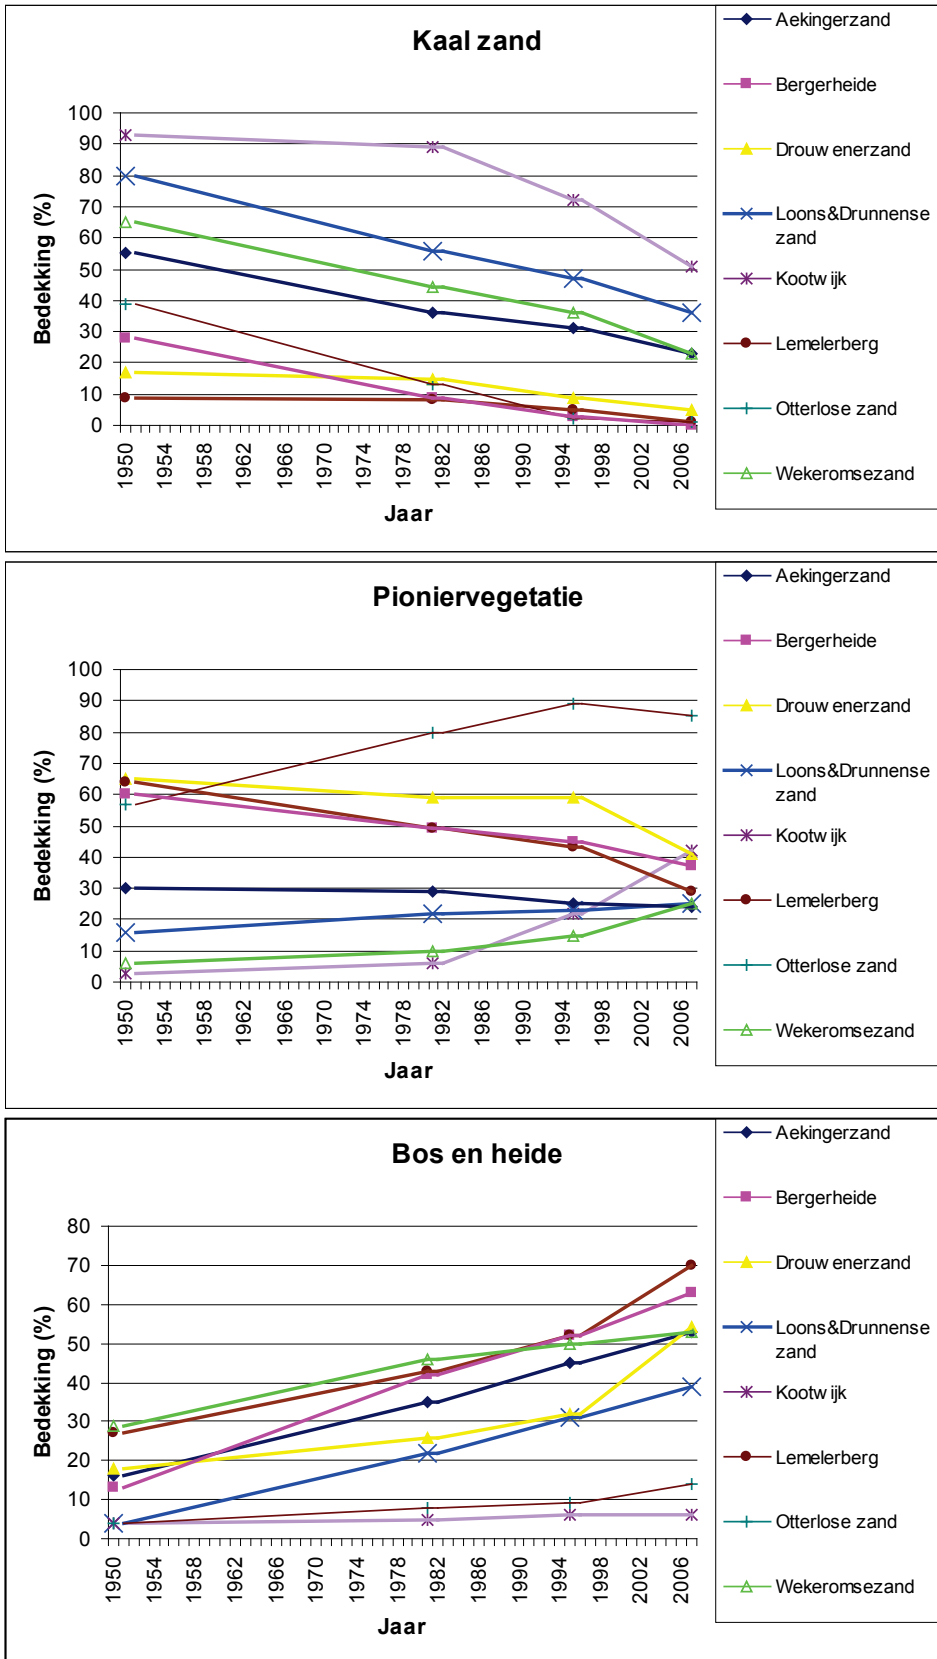 Kaal zand
Bedekking (%)
100
90
80
70
60
50
40
30
20
10
0
1950
1954
1958
1962
1966
1970
1974
1978
1982
1986
1990
1994
1998
2002
2006
Jaar
Aekingerzand
Bergerheide
Drouw enerzand
Loons&Drunnense
zand
Kootw ijk
Lemelerberg
Otterlose zand
Wekeromsezand
Pioniervegetatie
Bedekking (%)
100
90
80
70
60
50
40
30
20
10
0
1950
1954
1958
1962
1966
1970
1974
1978
1982
1986
1990
1994
1998
2002
2006
Jaar
Aekingerzand
Bergerheide
Drouw enerzand
Loons&Drunnense
zand
Kootw ijk
Lemelerberg
Otterlose zand
Wekeromsezand
Bos en heide
Bedekking (%)
80
70
60
50
40
30
20
10
0
1950
1954
1958
1962
1966
1970
1974
1978
1982
1986
1990
1994
1998
2002
2006
Jaar
Aekingerzand
Bergerheide
Drouw enerzand
Loons&Drunnense
zand
Kootw ijk
Lemelerberg
Otterlose zand
Wekeromsezand